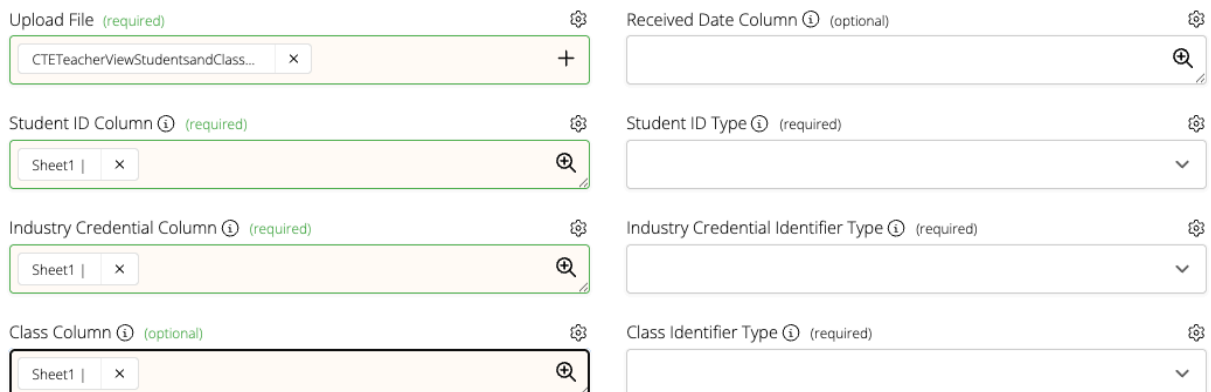 Upload File (required)
Received Date Column (optional)
CTETeacherViewStudentsandClass...
Student ID Column (required)
Student ID Type (required)
Sheet1 |
Industry Credential Column (required)
Industry Credential Identifier Type (required)
Sheet1 |
Class Column (optional)
Class Identifier Type (required)
Sheet1 |